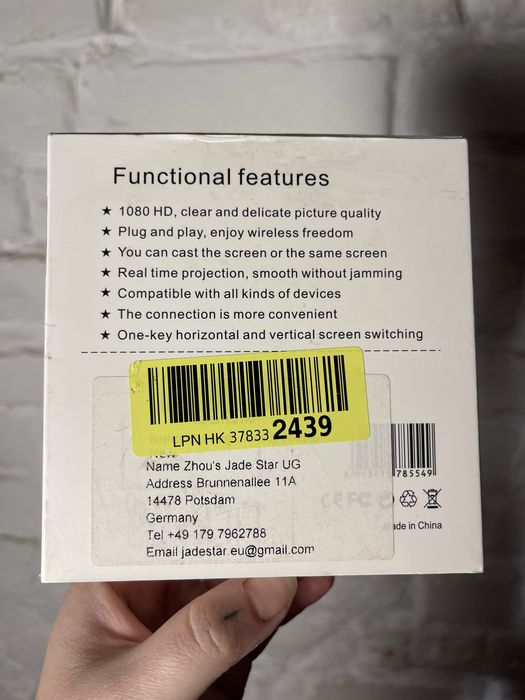 Functional features
★ 1080 HD, clear and delicate picture quality
★ Plug and play, enjoy wireless freedom
★ You can cast the screen or the same screen
★ Real time projection, smooth without jamming
★ Compatible with all kinds of devices
★ The connection is more convenient
★ One-key horizontal and vertical screen switching
LPN HK 37833 2439
New
Name Zhou's Jade Star UG
Address Brunnenallee 11A
14478 Potsdam
Germany
Tel +49 179 7962788
Email jadestar.eu@gmail.com
785549
CE FC
ade in China